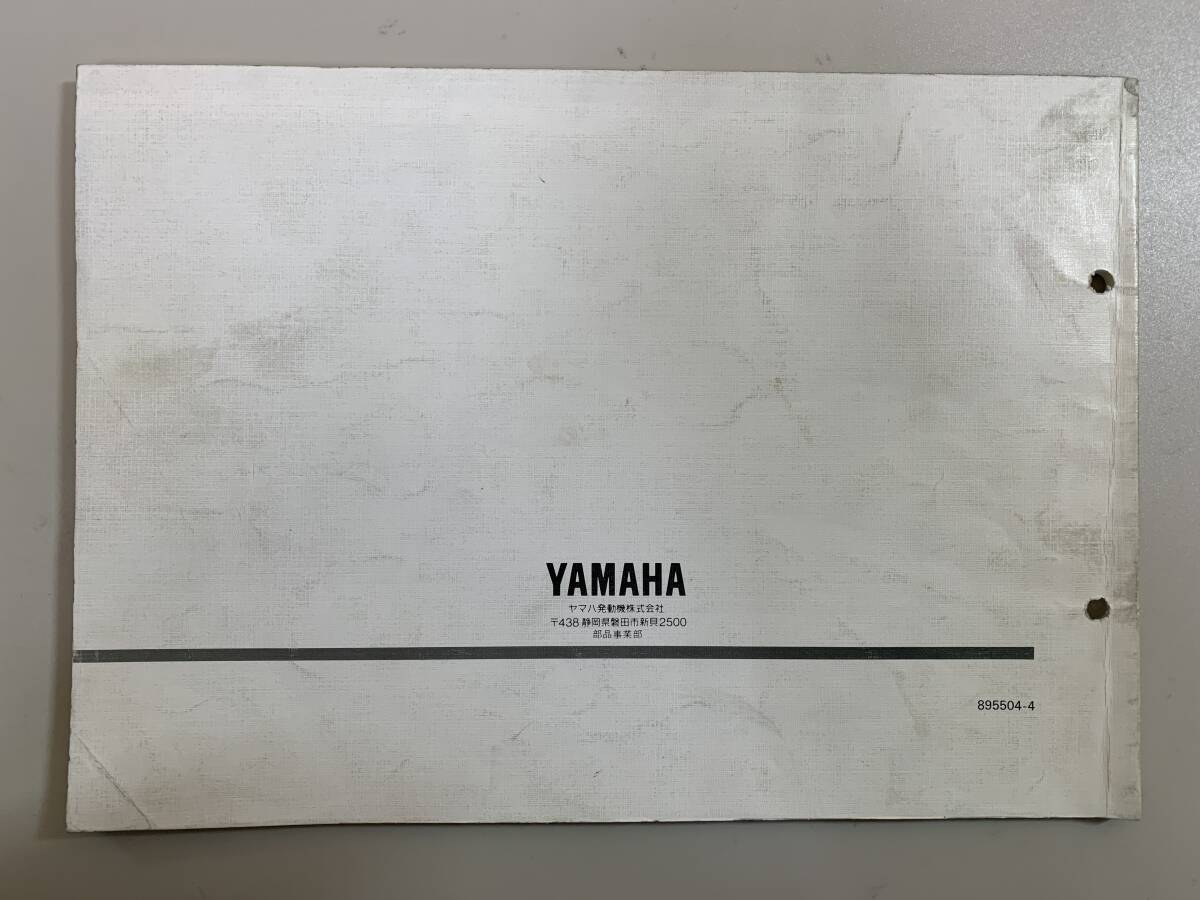 YAMAHA
ヤマハ発動機株式会社
〒438 静岡県磐田市新貝2500
部品事業部
895504-4